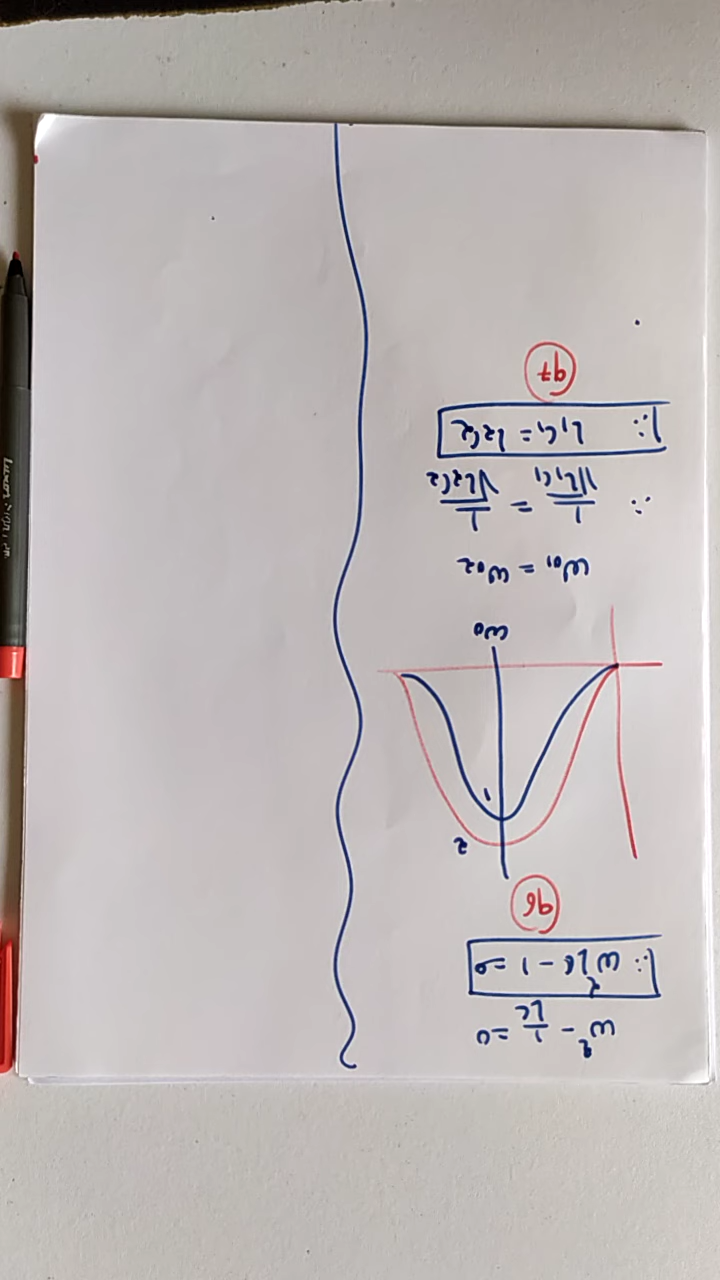 ω² - 1/LC = 0
∴ ω²LC - 1 = 0
96
2
1
ω₀
ω₀₁ = ω₀₂
∴ 1/√L₁C₁ = 1/√L₂C₂
∴ L₁C₁ = L₂C₂
97
Luxor